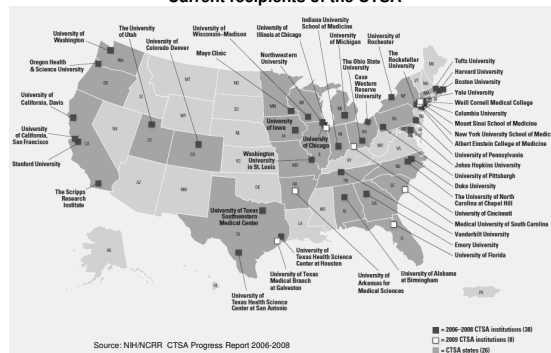 Current recipients of the CTSA
University of
Washington
Oregon Health
& Science University
University of
California, Davis
University
of California,
San Francisco
Stanford University
The Scripps
Research
Institute
The University
of Utah
University of
Colorado Denver
University of
Wisconsin–Madison
Mayo Clinic
University of
Illinois at Chicago
Northwestern
University
Indiana University
School of Medicine
University
of Michigan
The Ohio State
University
Case
Western
Reserve
University
University of
Rochester
The
Rockefeller
University
Tufts University
Harvard University
Boston University
Yale University
Weill Cornell Medical College
Columbia University
Mount Sinai School of Medicine
New York University School of Medic
Albert Einstein College of Medicine
University of Pennsylvania
Johns Hopkins University
University of Pittsburgh
Duke University
The University of North
Carolina at Chapel Hill
University of Cincinnati
Medical University of South Carolina
Vanderbilt University
Emory University
University of Florida
University
of Iowa
University
of Chicago
Washington
University
in St. Louis
University of Texas
Southwestern
Medical Center
University of
Texas Health Science
Center at Houston
University of Texas
Medical Branch
at Galveston
University of
Texas Health Science
Center at San Antonio
University of
Arkansas for
Medical Sciences
University of Alabama
at Birmingham
WA
OR
CA
NV
ID
MT
WY
UT
CO
AZ
NM
ND
SD
NE
KS
OK
TX
MN
IA
MO
AR
LA
MS
AL
GA
FL
SC
NC
TN
KY
VA
WV
IN
MI
ME
AK
HI
PR
= 2006–2008 CTSA institutions (38)
= 2009 CTSA institutions (8)
= CTSA states (26)
Source: NIH/NCRR CTSA Progress Report 2006-2008